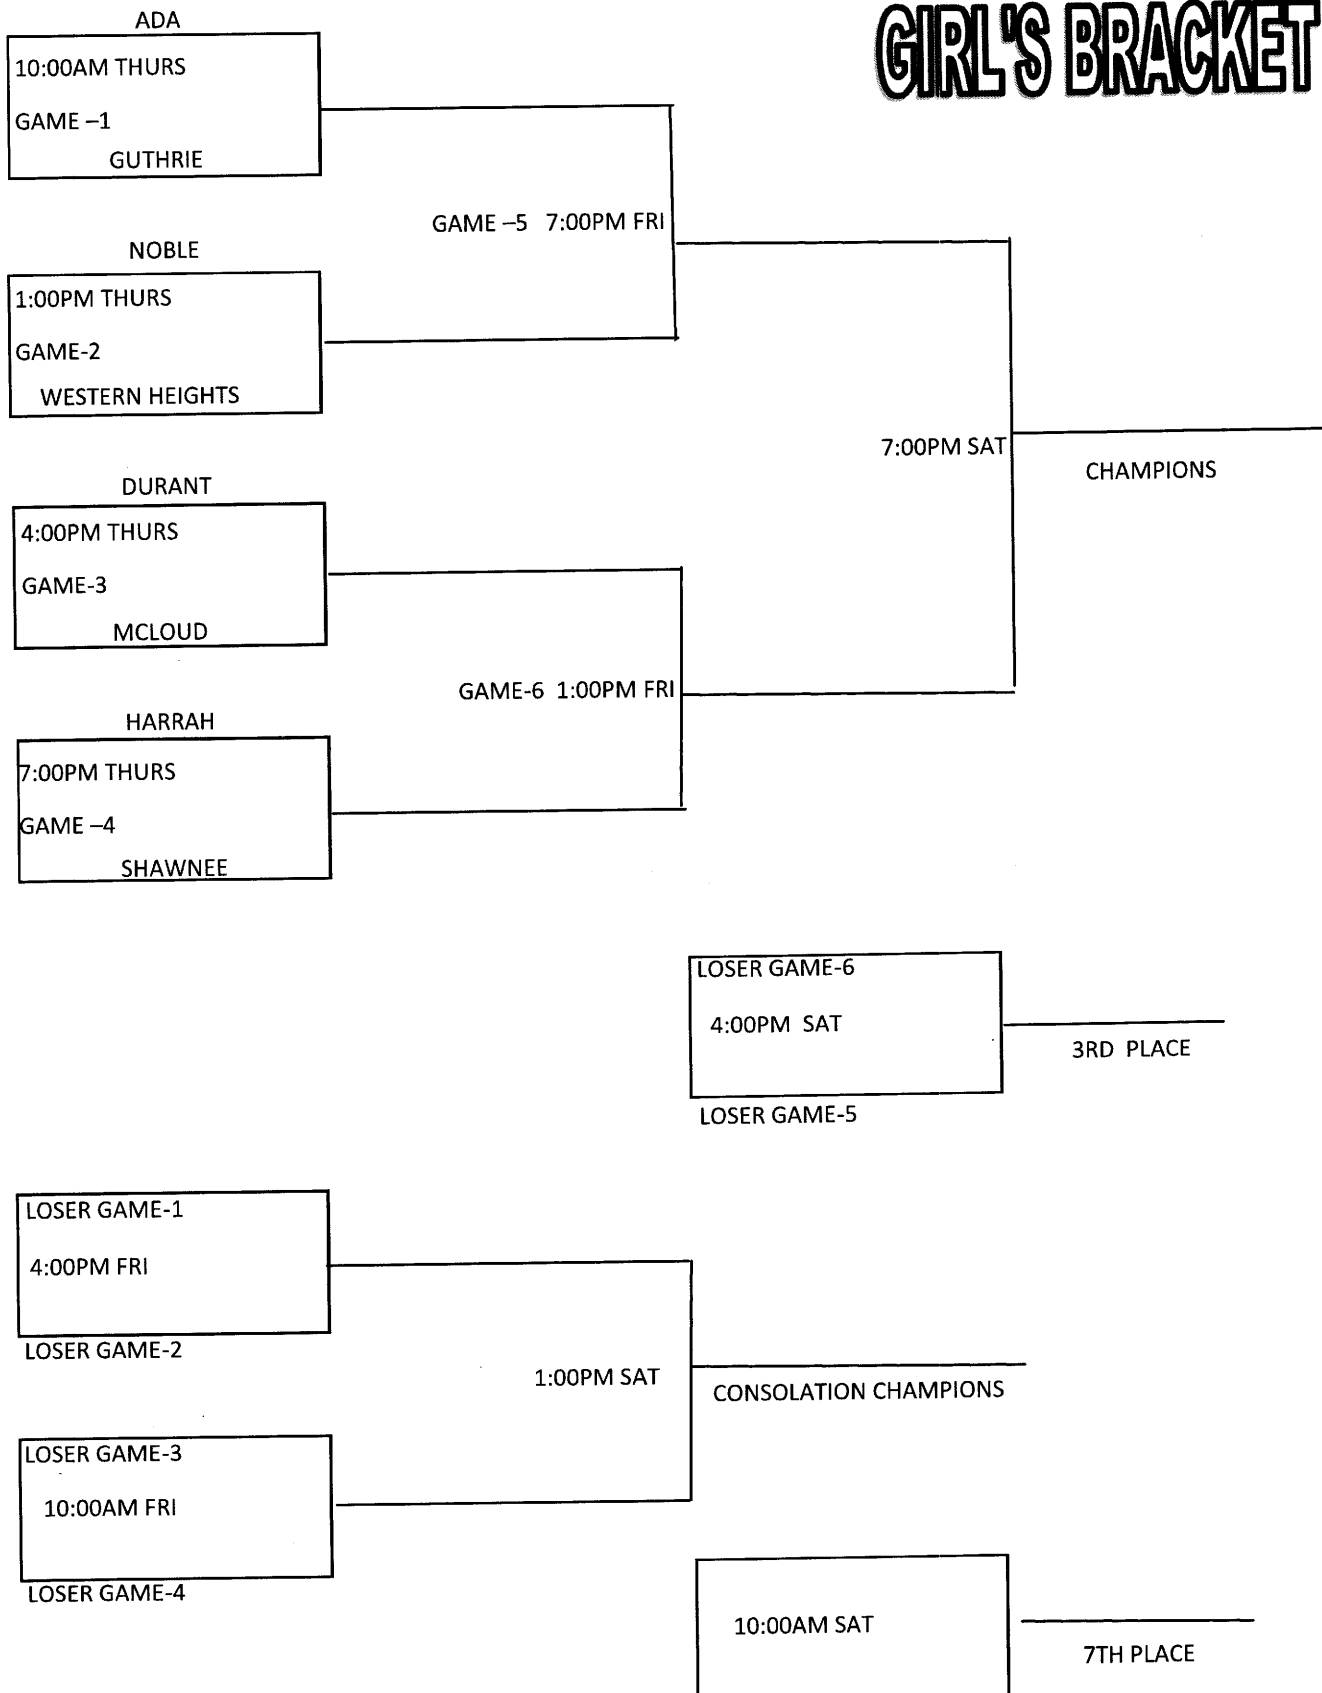 GIRL'S BRACKET
ADA
10:00AM THURS
GAME –1
GUTHRIE
GAME –5 7:00PM FRI
NOBLE
1:00PM THURS
GAME-2
WESTERN HEIGHTS
7:00PM SAT
CHAMPIONS
DURANT
4:00PM THURS
GAME-3
MCLOUD
GAME-6 1:00PM FRI
HARRAH
7:00PM THURS
GAME –4
SHAWNEE
LOSER GAME-6
4:00PM SAT
3RD PLACE
LOSER GAME-5
LOSER GAME-1
4:00PM FRI
LOSER GAME-2
1:00PM SAT
CONSOLATION CHAMPIONS
LOSER GAME-3
10:00AM FRI
LOSER GAME-4
10:00AM SAT
7TH PLACE